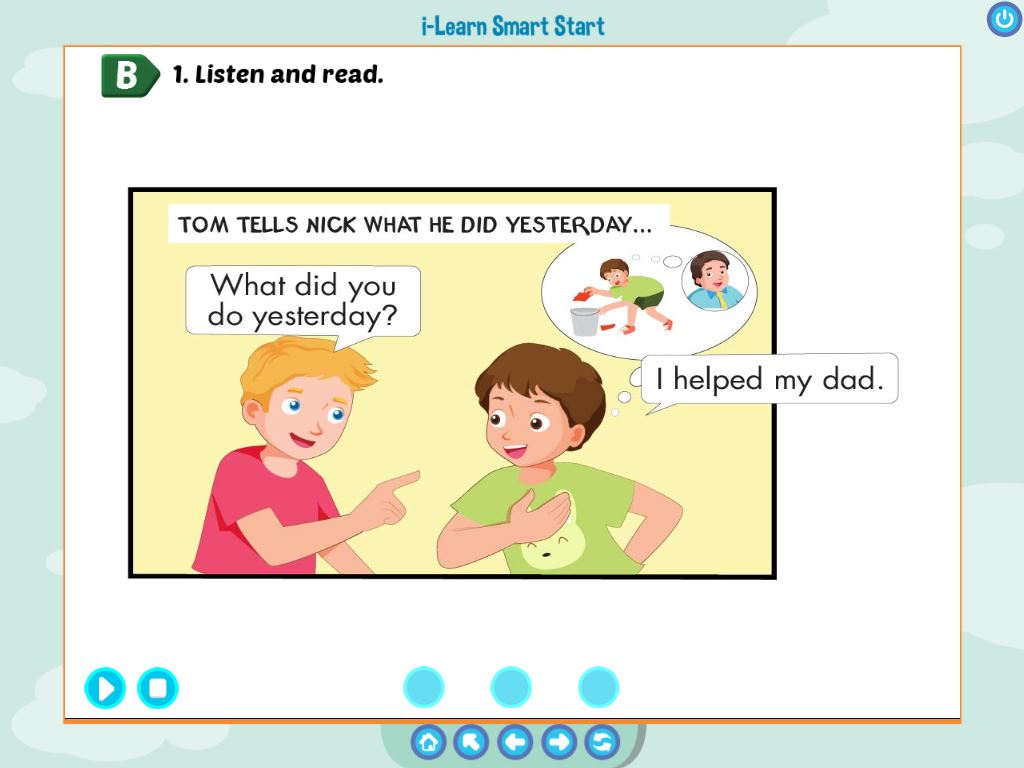 i-Learn Smart Start
B
1. Listen and read.
TOM TELLS NICK WHAT HE DID YESTERDAY...
What did you
do yesterday?
I helped my dad.